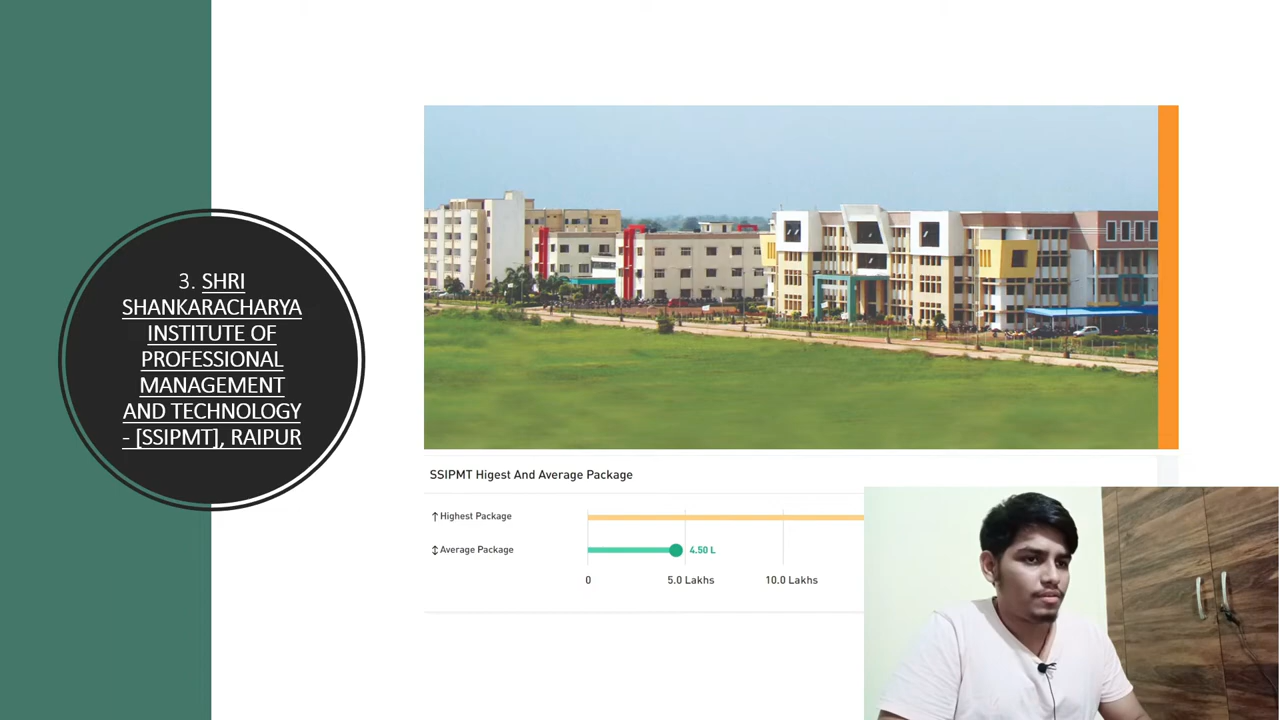 3. SHRI
SHANKARACHARYA
INSTITUTE OF
PROFESSIONAL
MANAGEMENT
AND TECHNOLOGY
- [SSIPMT], RAIPUR
SSIPMT Higest And Average Package
↑ Highest Package
↕ Average Package
4.50 L
0
5.0 Lakhs
10.0 Lakhs